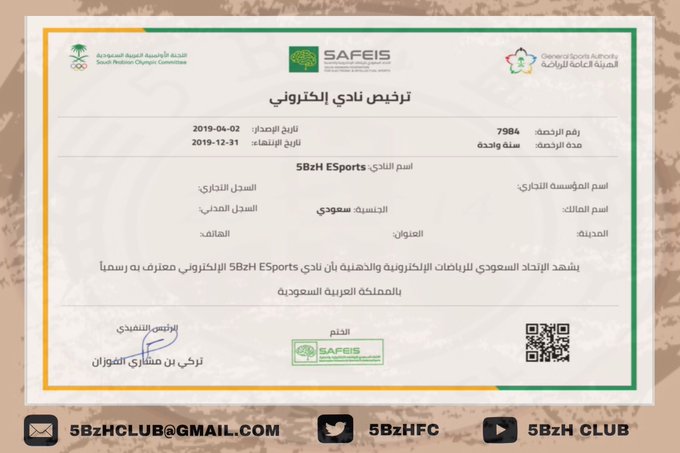 اللجنة الأولمبية العربية السعودية
Saudi Arabian Olympic Committee
SAFEIS
General Sports Authority
الهيئة العامة للرياضة
ترخيص نادي إلكتروني
رقم الرخصة: 7984
تاريخ الإصدار: 2019-04-02
مدة الرخصة: سنة واحدة
تاريخ الإنتهاء: 2019-12-31
اسم النادي: 5BzH ESports
اسم المؤسسة التجاري:
السجل التجاري:
اسم المالك:
الجنسية: سعودي
السجل المدني:
المدينة:
العنوان:
الهاتف:
يشهد الإتحاد السعودي للرياضات الإلكترونية والذهنية بأن نادي 5BzH ESports الإلكتروني معترف به رسمياً
بالمملكة العربية السعودية
الختم
SAFEIS
الرئيس التنفيذي
تركي بن مشاري الفوزان
5BzHCLUB@GMAIL.COM
5BzHFC
5BzH CLUB